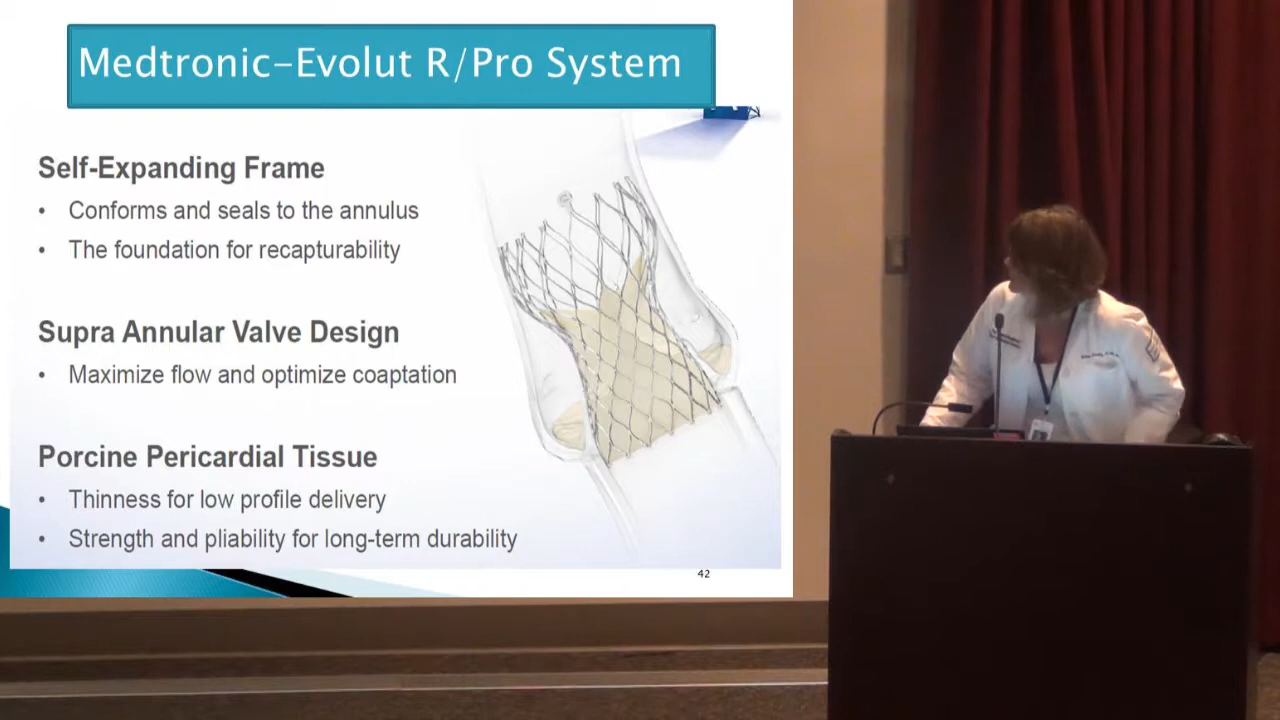 Medtronic-Evolut R/Pro System
Self-Expanding Frame
• Conforms and seals to the annulus
• The foundation for recapturability
Supra Annular Valve Design
• Maximize flow and optimize coaptation
Porcine Pericardial Tissue
• Thinness for low profile delivery
• Strength and pliability for long-term durability
42